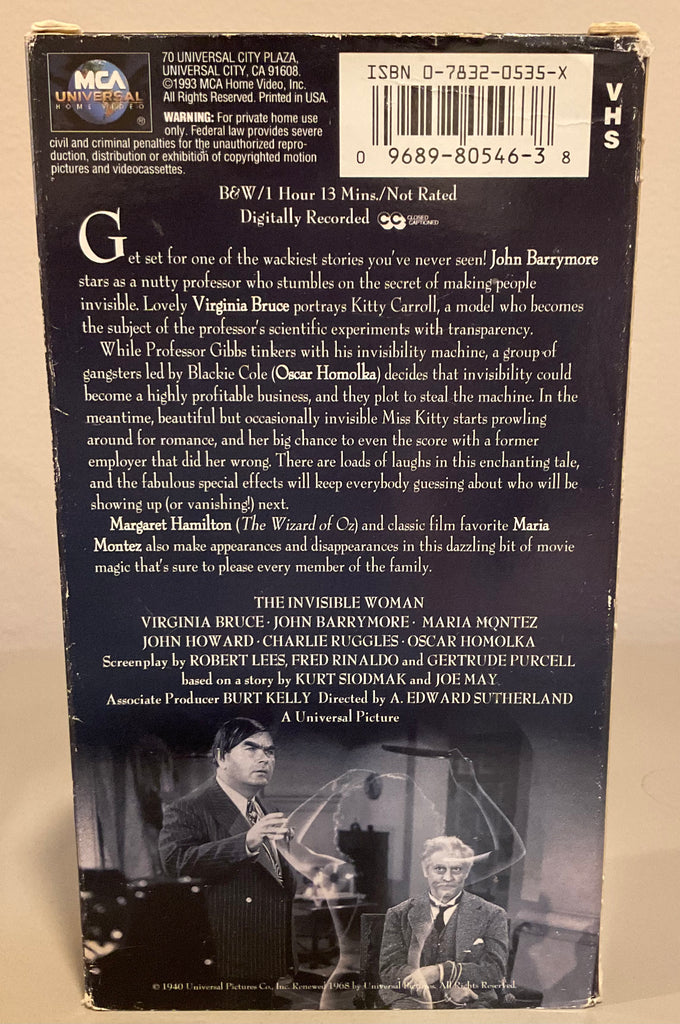 MCA
UNIVERSAL
HOME VIDEO
®
70 UNIVERSAL CITY PLAZA,
UNIVERSAL CITY, CA 91608.
©1993 MCA Home Video, Inc.
All Rights Reserved. Printed in USA.
WARNING: For private home use
only. Federal law provides severe
civil and criminal penalties for the unauthorized repro-
duction, distribution or exhibition of copyrighted motion
pictures and videocassettes.
ISBN 0-7832-0535-X
0 9689-80546-3 8
VHS
B&W/1 Hour 13 Mins./Not Rated
Digitally Recorded CC CLOSED CAPTIONED
Get set for one of the wackiest stories you've never seen! John Barrymore
stars as a nutty professor who stumbles on the secret of making people
invisible. Lovely Virginia Bruce portrays Kitty Carroll, a model who becomes
the subject of the professor's scientific experiments with transparency.
While Professor Gibbs tinkers with his invisibility machine, a group of
gangsters led by Blackie Cole (Oscar Homolka) decides that invisibility could
become a highly profitable business, and they plot to steal the machine. In the
meantime, beautiful but occasionally invisible Miss Kitty starts prowling
around for romance, and her big chance to even the score with a former
employer that did her wrong. There are loads of laughs in this enchanting tale,
and the fabulous special effects will keep everybody guessing about who will be
showing up (or vanishing!) next.
Margaret Hamilton (The Wizard of Oz) and classic film favorite Maria
Montez also make appearances and disappearances in this dazzling bit of movie
magic that's sure to please every member of the family.
THE INVISIBLE WOMAN
VIRGINIA BRUCE · JOHN BARRYMORE · MARIA MONTEZ
JOHN HOWARD · CHARLIE RUGGLES · OSCAR HOMOLKA
Screenplay by ROBERT LEES, FRED RINALDO and GERTRUDE PURCELL
based on a story by KURT SIODMAK and JOE MAY
Associate Producer BURT KELLY Directed by A. EDWARD SUTHERLAND
A Universal Picture
© 1940 Universal Pictures Co., Inc. Renewed 1968 by Universal Pictures. All Rights Reserved.